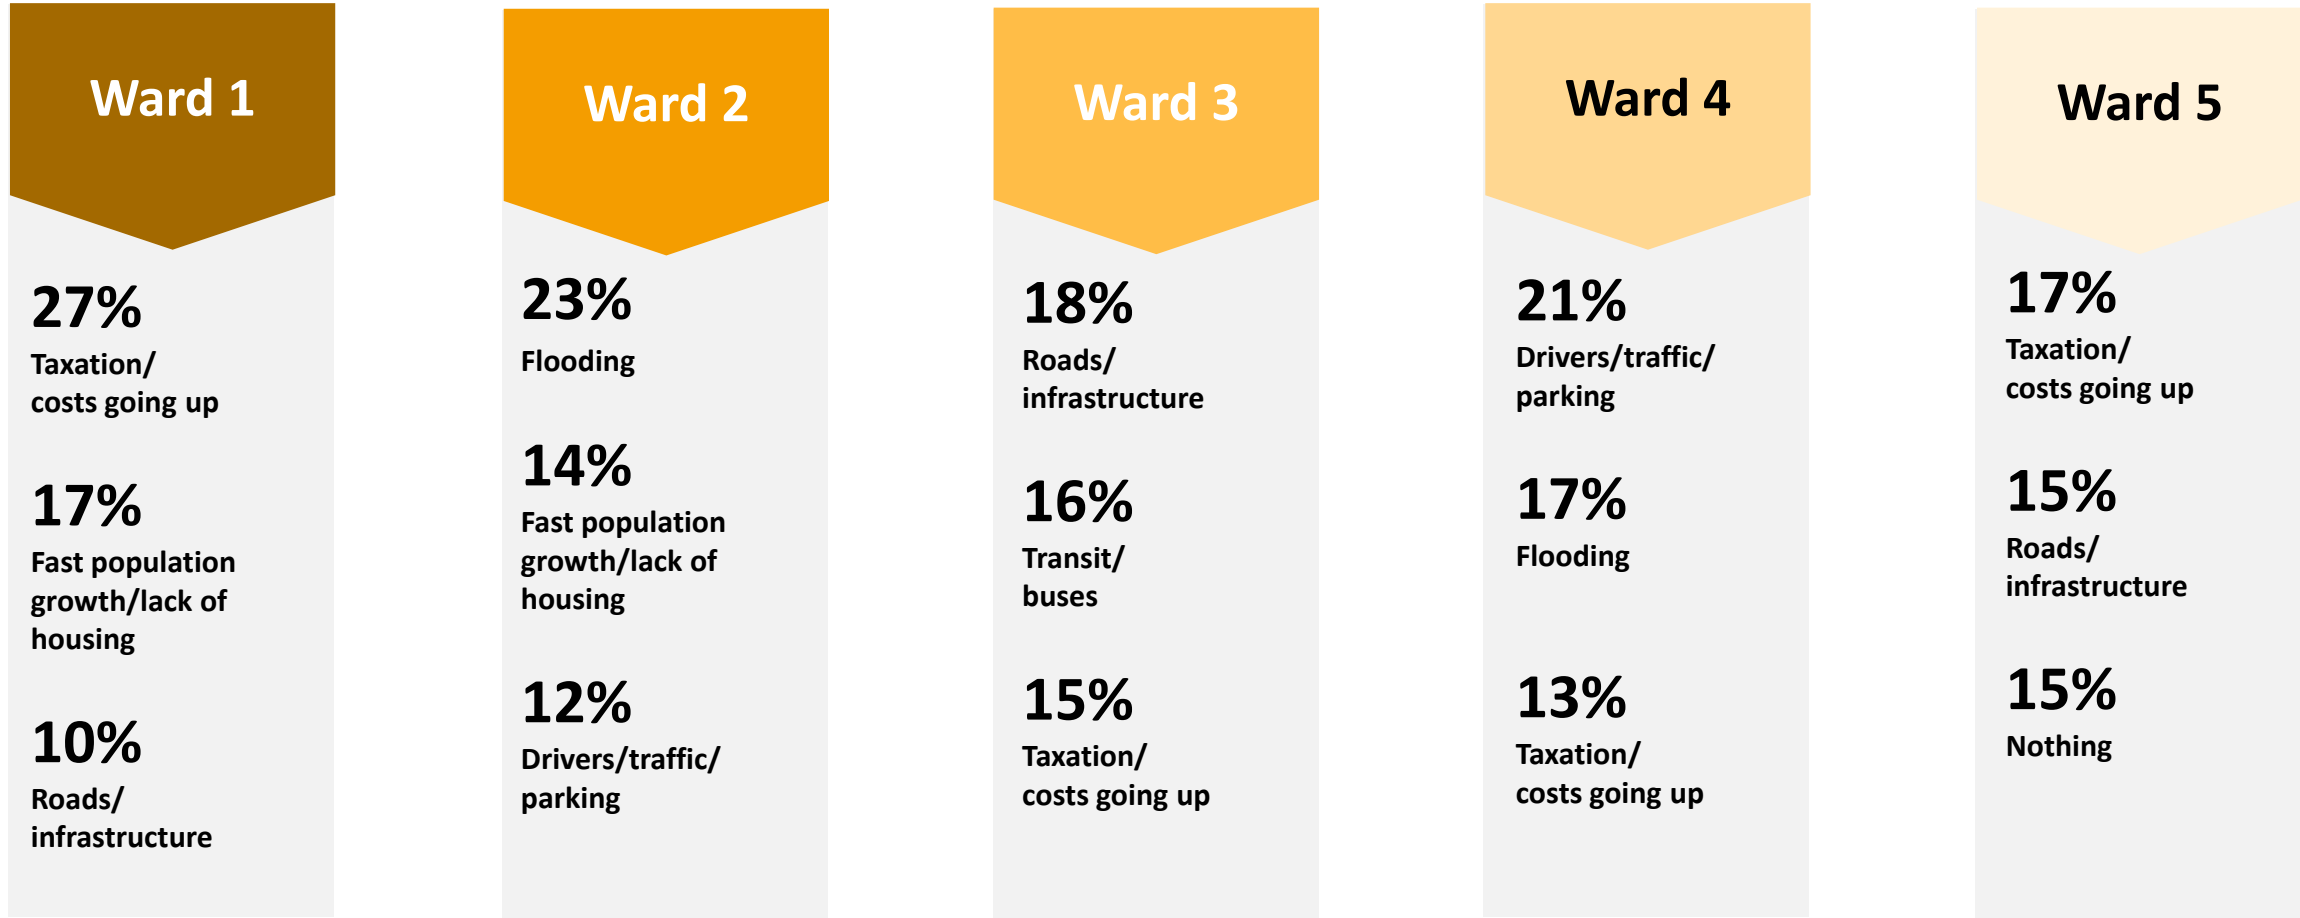 Ward 1
27%
Taxation/
costs going up
17%
Fast population
growth/lack of
housing
10%
Roads/
infrastructure
Ward 2
23%
Flooding
14%
Fast population
growth/lack of
housing
12%
Drivers/traffic/
parking
Ward 3
18%
Roads/
infrastructure
16%
Transit/
buses
15%
Taxation/
costs going up
Ward 4
21%
Drivers/traffic/
parking
17%
Flooding
13%
Taxation/
costs going up
Ward 5
17%
Taxation/
costs going up
15%
Roads/
infrastructure
15%
Nothing